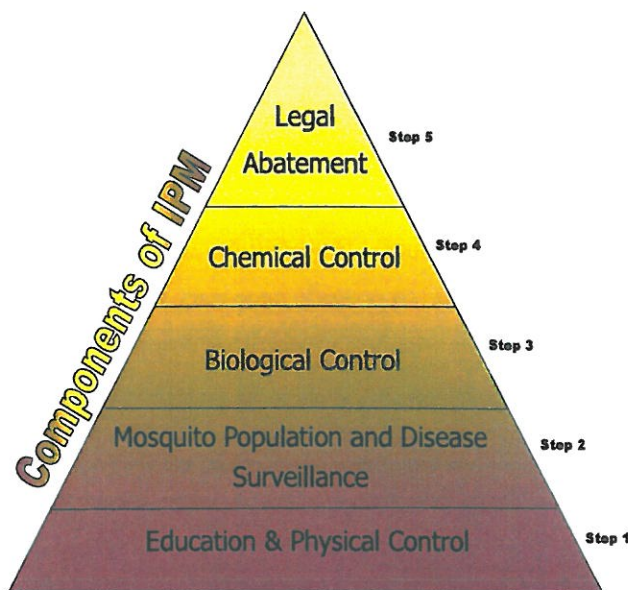 Components of IPM
Legal
Abatement
Step 5
Chemical Control
Step 4
Biological Control
Step 3
Mosquito Population and Disease
Surveillance
Step 2
Education & Physical Control
Step 1